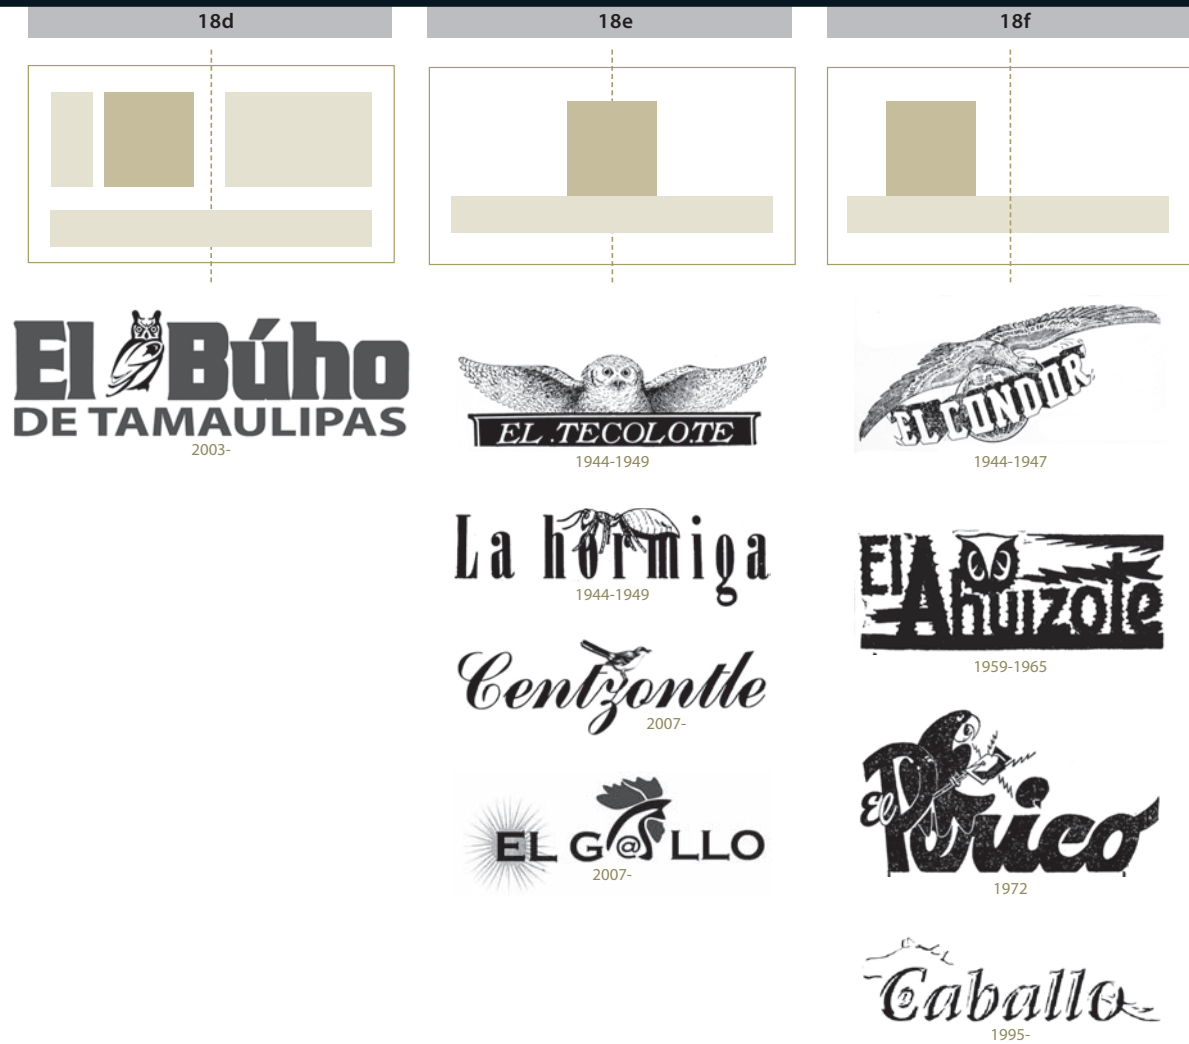 18d
18e
18f
El Búho
DE TAMAULIPAS
2003-
EL TECOLOTE
1944-1949
La hormiga
1944-1949
Centzontle
2007-
EL G@LLO
2007-
EL CONDOR
1944-1947
El Ahuizote
1959-1965
El Perico
1972
Caballo
1995-